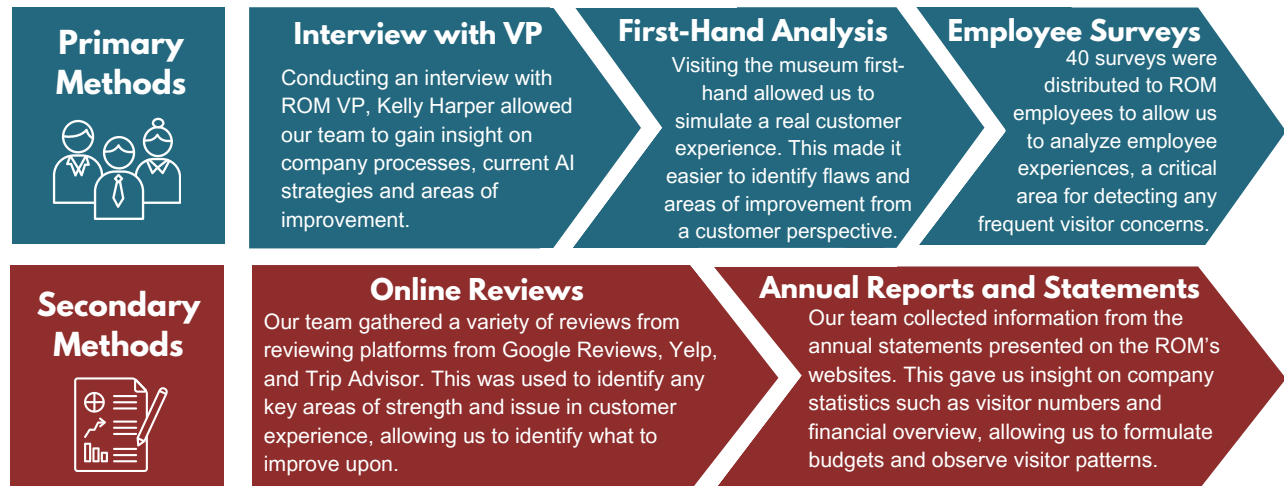 Primary
Methods
Interview with VP
Conducting an interview with
ROM VP, Kelly Harper allowed
our team to gain insight on
company processes, current AI
strategies and areas of
improvement.
First-Hand Analysis
Visiting the museum first-
hand allowed us to
simulate a real customer
experience. This made it
easier to identify flaws and
areas of improvement from
a customer perspective.
Employee Surveys
40 surveys were
distributed to ROM
employees to allow us
to analyze employee
experiences, a critical
area for detecting any
frequent visitor concerns.
Secondary
Methods
Online Reviews
Our team gathered a variety of reviews from
reviewing platforms from Google Reviews, Yelp,
and Trip Advisor. This was used to identify any
key areas of strength and issue in customer
experience, allowing us to identify what to
improve upon.
Annual Reports and Statements
Our team collected information from the
annual statements presented on the ROM’s
websites. This gave us insight on company
statistics such as visitor numbers and
financial overview, allowing us to formulate
budgets and observe visitor patterns.